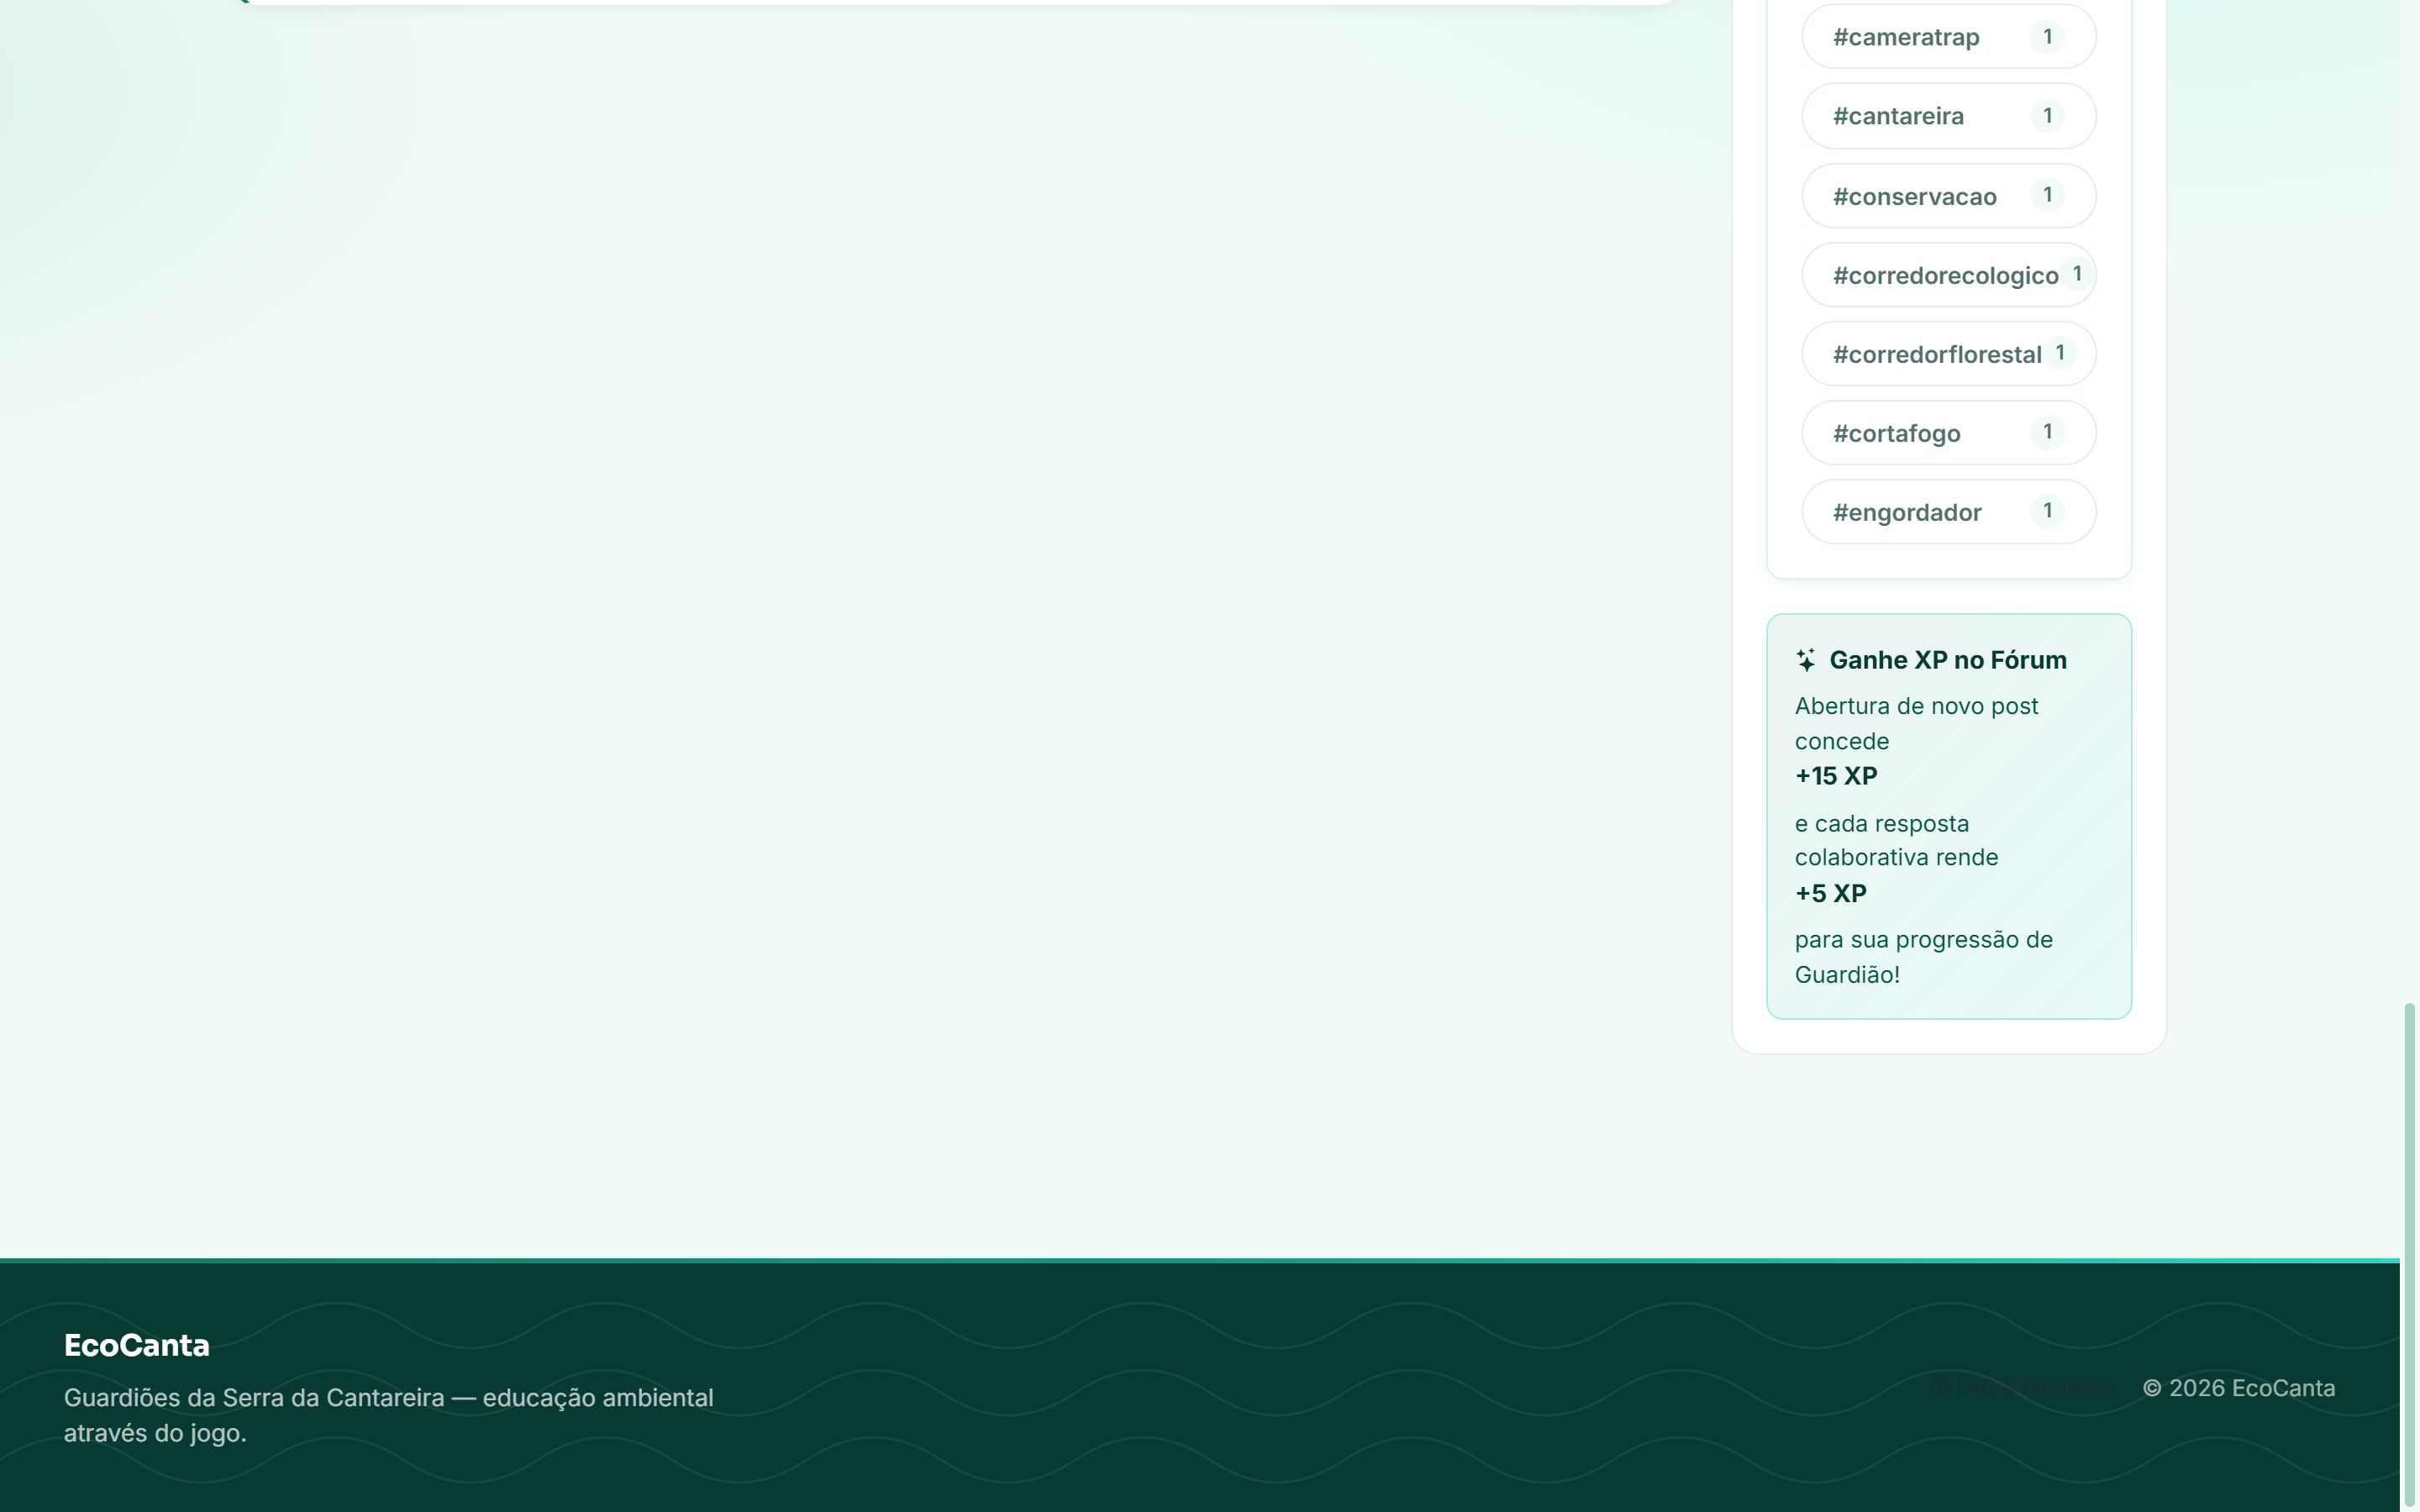 #cameratrap 1
#cantareira 1
#conservacao 1
#corredorecologico 1
#corredorflorestal 1
#cortafogo 1
#engordador 1
Ganhe XP no Fórum
Abertura de novo post
concede
+15 XP
e cada resposta
colaborativa rende
+5 XP
para sua progressão de
Guardião!
EcoCanta
Guardiões da Serra da Cantareira — educação ambiental
através do jogo.
FAQ & Diretrizes
© 2026 EcoCanta